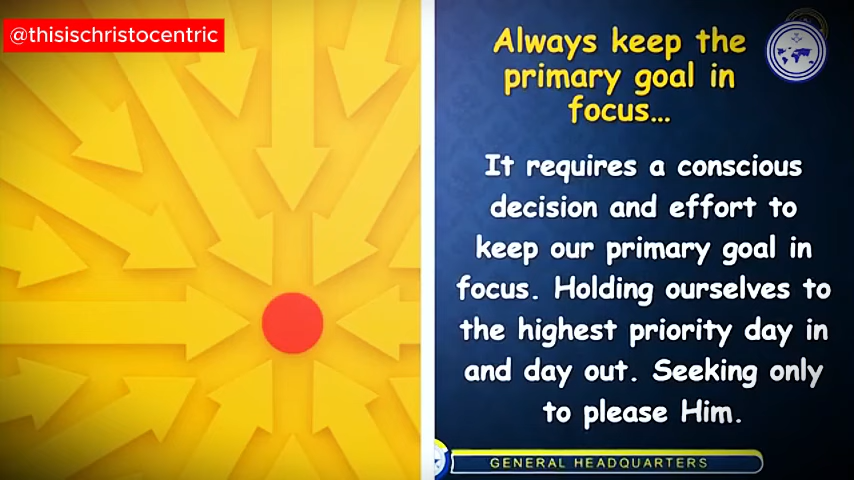 @thisischristocentric
Always keep the
primary goal in
focus...
It requires a conscious
decision and effort to
keep our primary goal in
focus. Holding ourselves to
the highest priority day in
and day out. Seeking only
to please Him.
GENERAL HEADQUARTERS